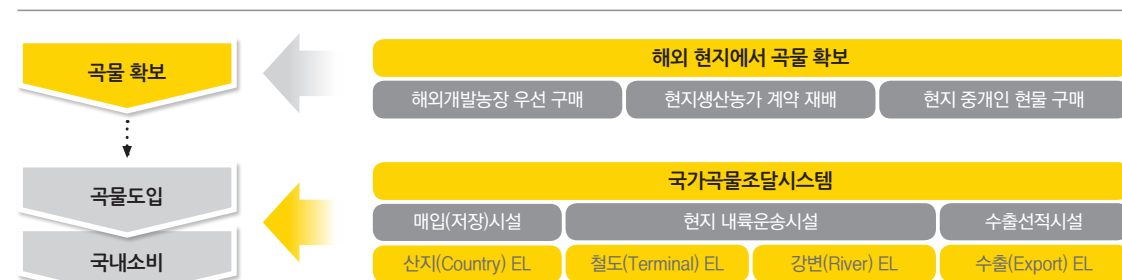 곡물 확보
해외 현지에서 곡물 확보
해외개발농장 우선 구매
현지생산농가 계약 재배
현지 중개인 현물 구매
곡물도입
국가곡물조달시스템
매입(저장)시설
현지 내륙운송시설
수출선적시설
국내소비
산지(Country) EL
철도(Terminal) EL
강변(River) EL
수출(Export) EL